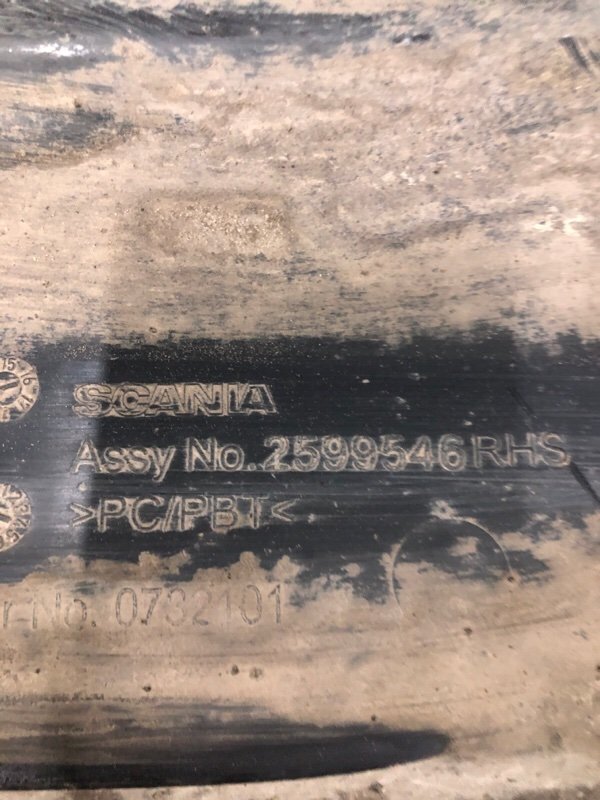 SCANIA
Assy No. 2599546 RHS
>PC/PBT<
No. 0732101